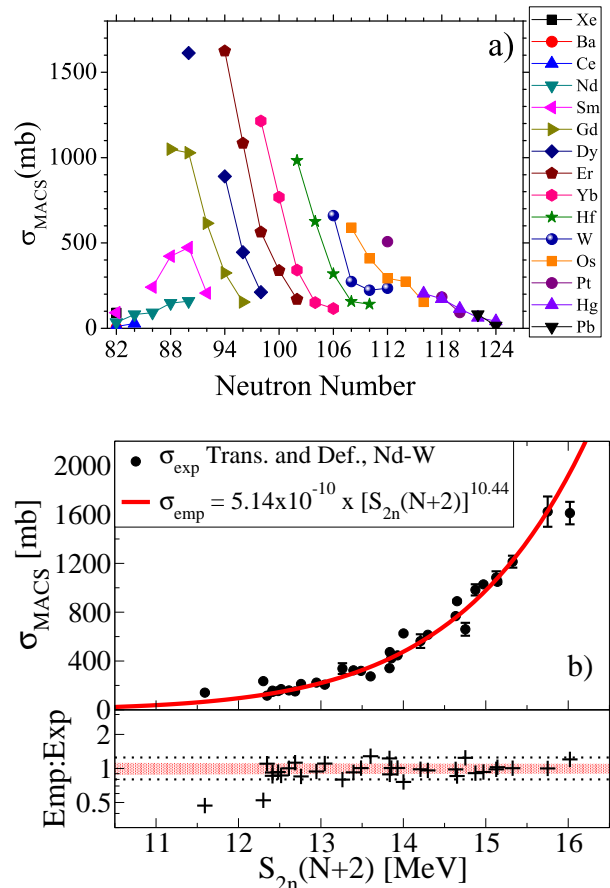 a)
1500
1000
500
0
σMACS(mb)
82 88 94 100 106 112 118 124
Neutron Number
Xe
Ba
Ce
Nd
Sm
Gd
Dy
Er
Yb
Hf
W
Os
Pt
Hg
Pb
σexp Trans. and Def., Nd-W
σemp = 5.14x10^-10 x [S2n(N+2)]^10.44
2000
1600
1200
800
400
0
σMACS [mb]
b)
2
1
0.5
Emp:Exp
11 12 13 14 15 16
S2n(N+2) [MeV]